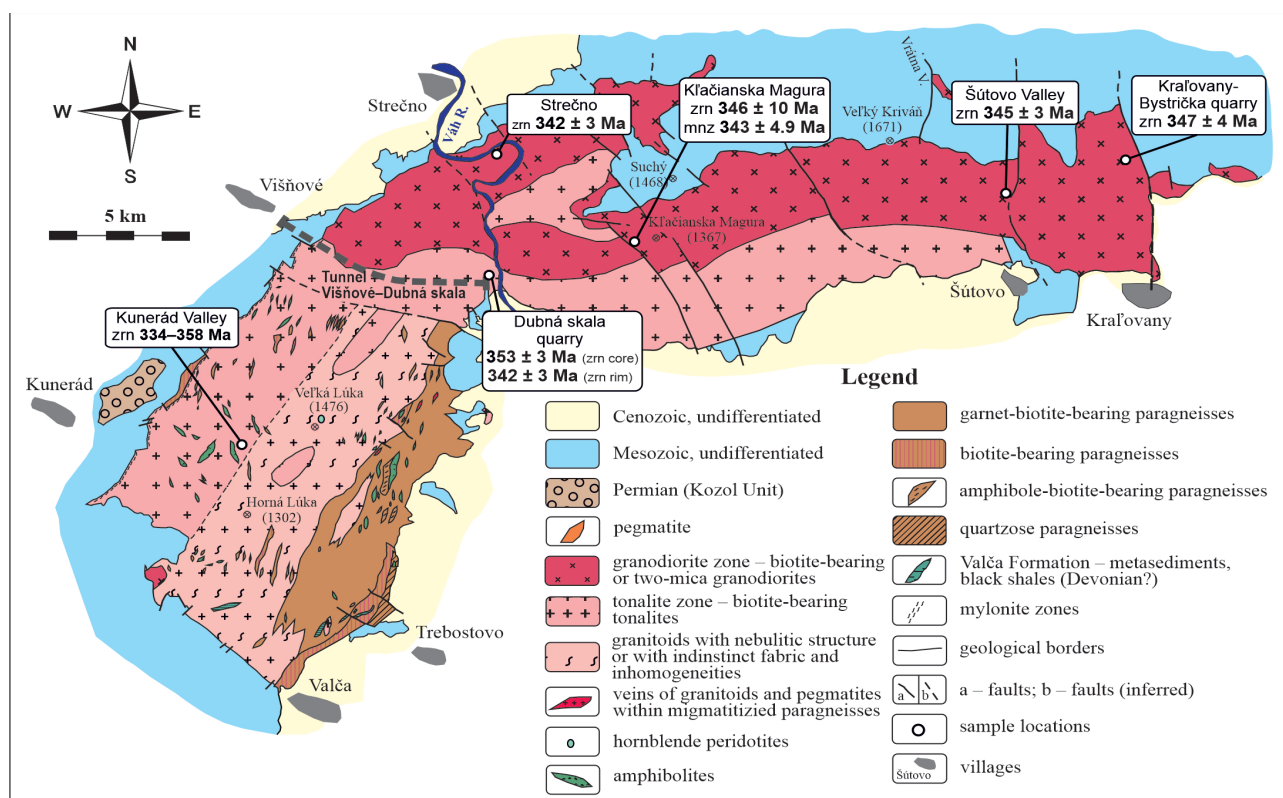 N
W
E
S
5 km
Strečno
Váh R.
Višňové
Strečno
zrn 342 ± 3 Ma
Kľačianska Magura
zrn 346 ± 10 Ma
mnz 343 ± 4.9 Ma
Vrátna V.
Veľký Kriváň
(1671)
Šútovo Valley
zrn 345 ± 3 Ma
Kraľovany-
Bystrička quarry
zrn 347 ± 4 Ma
Suchý
(1468)
Kľačianska Magura
(1367)
Tunnel
Višňové–Dubná skala
Šútovo
Kraľovany
Kunerád Valley
zrn 334–358 Ma
Dubná skala
quarry
353 ± 3 Ma (zrn core)
342 ± 3 Ma (zrn rim)
Kunerád
Veľká Lúka
(1476)
Horná Lúka
(1302)
Trebostovo
Valča
Legend
Cenozoic, undifferentiated
Mesozoic, undifferentiated
Permian (Kozol Unit)
pegmatite
granodiorite zone – biotite-bearing
or two-mica granodiorites
tonalite zone – biotite-bearing
tonalites
granitoids with nebulitic structure
or with indinstinct fabric and
inhomogeneities
veins of granitoids and pegmatites
within migmatitizied paragneisses
hornblende peridotites
amphibolites
garnet-biotite-bearing paragneisses
biotite-bearing paragneisses
amphibole-biotite-bearing paragneisses
quartzose paragneisses
Valča Formation – metasediments,
black shales (Devonian?)
mylonite zones
geological borders
a b
a – faults; b – faults (inferred)
sample locations
Šútovo
villages